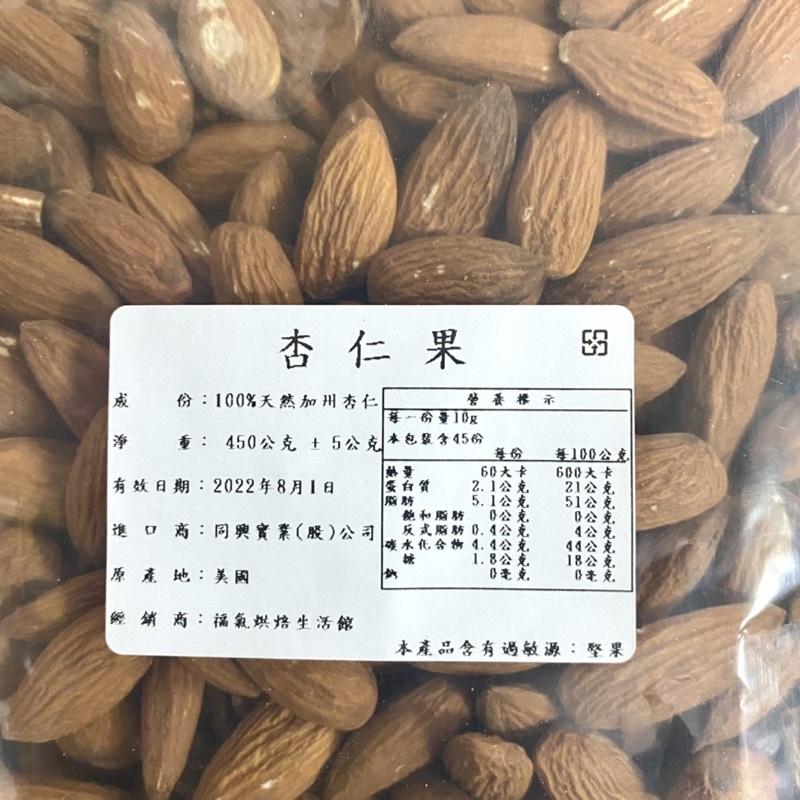 杏仁果
成份：100%天然加州杏仁
淨重：450公克 ± 5公克
有效日期：2022年8月1日
進口商：同興實業(股)公司
原產地：美國
經銷商：福氣烘焙生活館
營養標示
每一份量10g
本包裝含45份
每份 每100公克
熱量 60大卡 600大卡
蛋白質 2.1公克 21公克
脂肪 5.1公克 51公克
飽和脂肪 0公克 0公克
反式脂肪 0.4公克 4公克
碳水化合物 4.4公克 44公克
糖 1.8公克 18公克
鈉 0毫克 0毫克
本產品含有過敏源：堅果